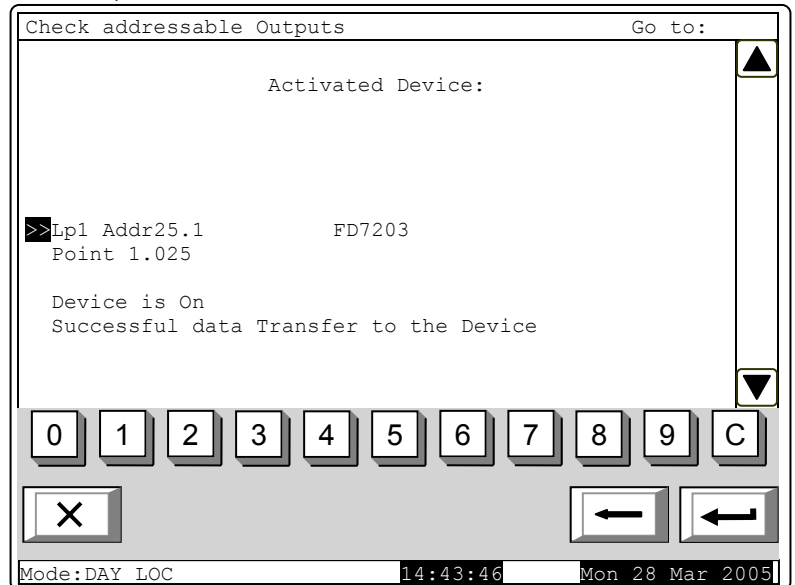 Check addressable Outputs Go to:
Activated Device:
>>Lp1 Addr25.1 FD7203
Point 1.025
Device is On
Successful data Transfer to the Device
0 1 2 3 4 5 6 7 8 9 C
Mode:DAY LOC 14:43:46 Mon 28 Mar 2005